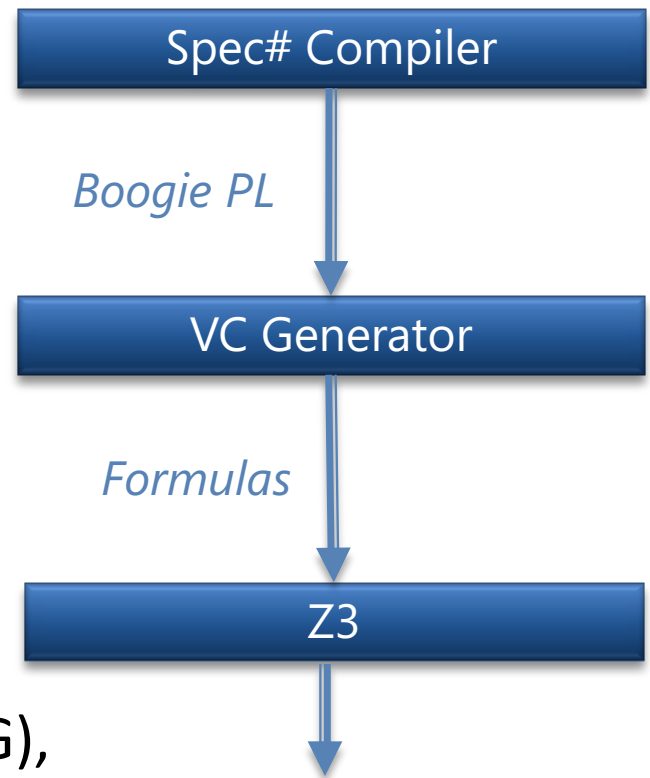 Spec# Compiler
Boogie PL
VC Generator
Formulas
Z3
G),